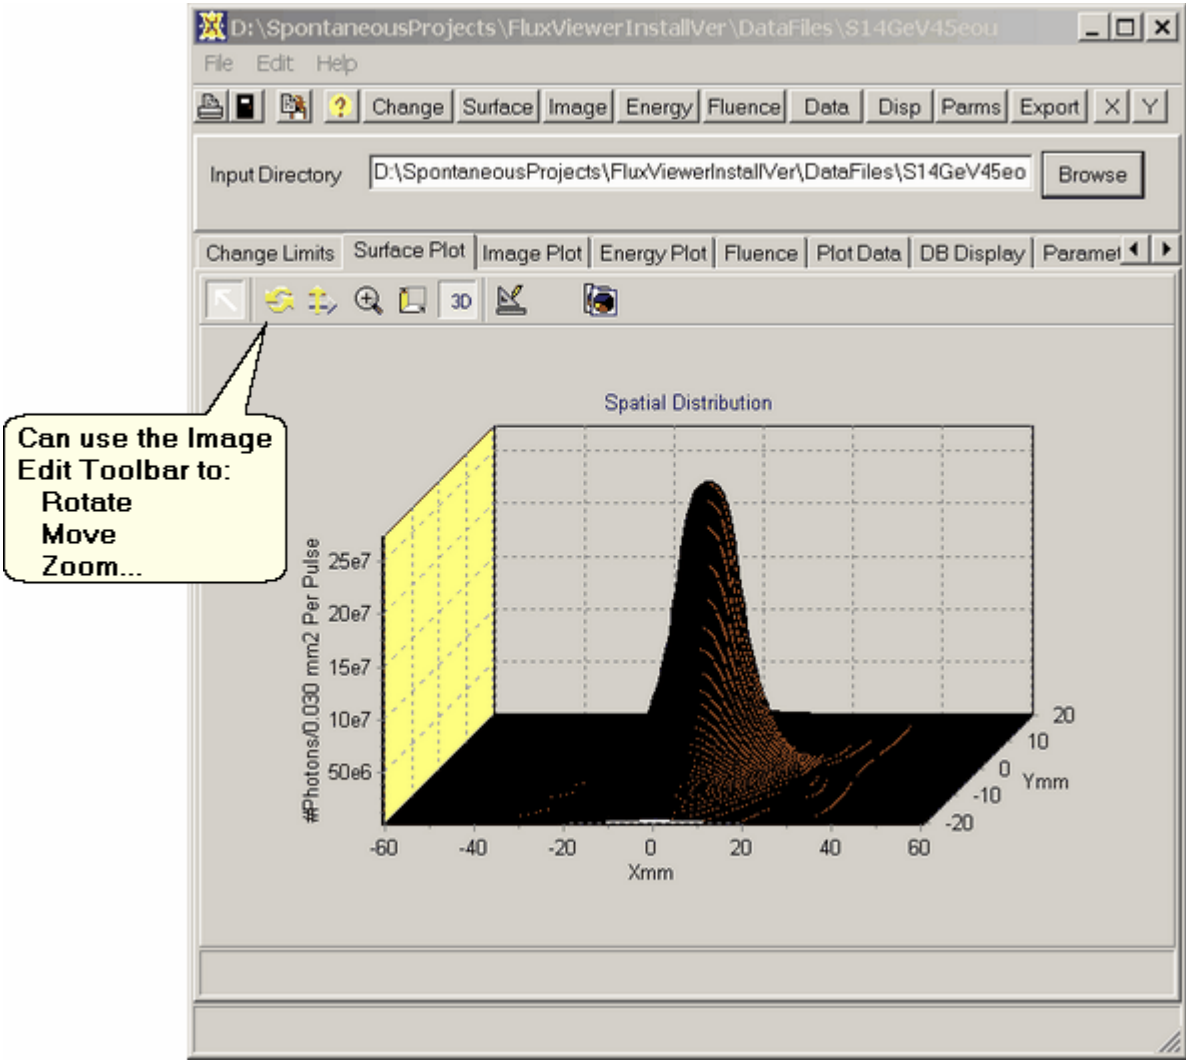 D:\SpontaneousProjects\FluxViewerInstallVer\DataFiles\S14GeV45eou
File Edit Help
? Change Surface Image Energy Fluence Data Disp Parms Export X Y
Input Directory D:\SpontaneousProjects\FluxViewerInstallVer\DataFiles\S14GeV45eo Browse
Change Limits Surface Plot Image Plot Energy Plot Fluence Plot Data DB Display Paramet
3D
Can use the Image
Edit Toolbar to:
Rotate
Move
Zoom...
Spatial Distribution
#Photons/0.030 mm2 Per Pulse
25e7
20e7
15e7
10e7
50e6
20
10
0
-10
-20
Ymm
-60 -40 -20 0 20 40 60
Xmm